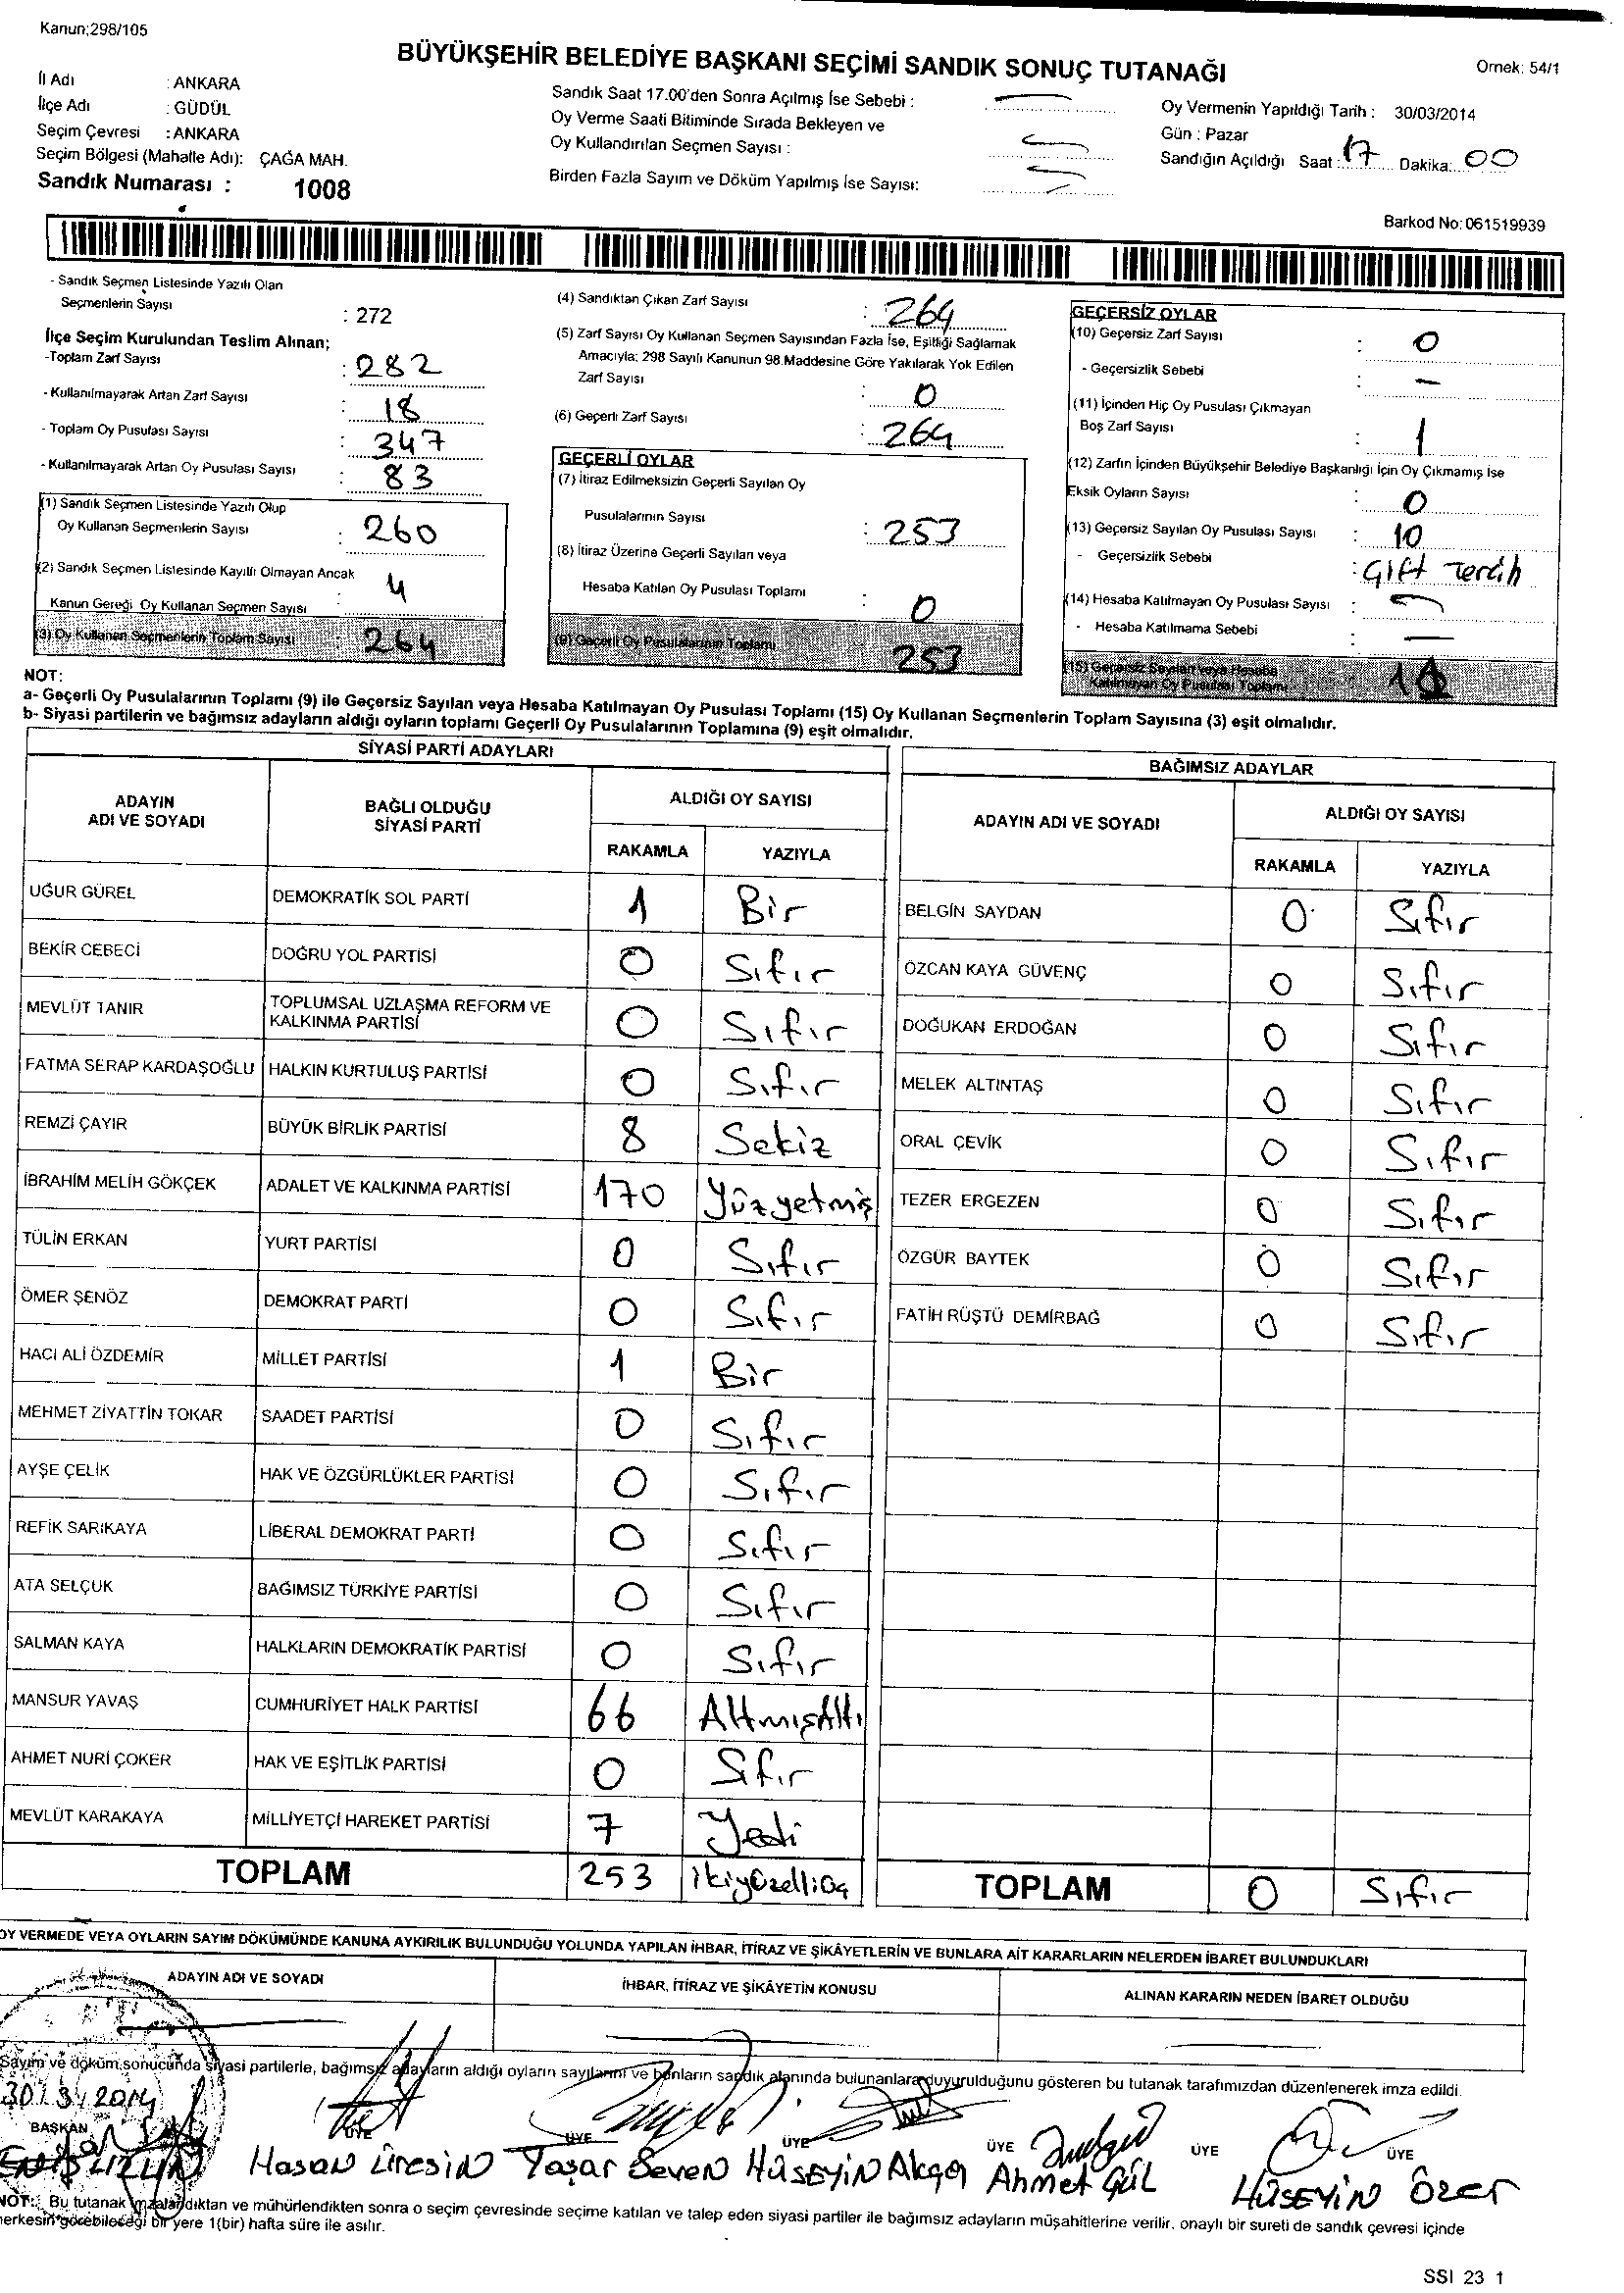 Kanun;298/105
BÜYÜKŞEHİR BELEDİYE BAŞKANI SEÇİMİ SANDIK SONUÇ TUTANAĞI
Ornek: 54/1
İl Adı : ANKARA
İlçe Adı : GÜDÜL
Seçim Çevresi : ANKARA
Seçim Bölgesi (Mahalle Adı): ÇAĞA MAH.
Sandık Numarası : 1008
Sandık Saat 17.00'den Sonra Açılmış İse Sebebi :
Oy Verme Saati Bitiminde Sırada Bekleyen ve
Oy Kullandırılan Seçmen Sayısı :
Birden Fazla Sayım ve Döküm Yapılmış İse Sayısı:
Oy Vermenin Yapıldığı Tarih : 30/03/2014
Gün : Pazar
Sandığın Açıldığı Saat : 17 Dakika: 00
Barkod No: 061519939
- Sandık Seçmen Listesinde Yazılı Olan
Seçmenlerin Sayısı : 272
İlçe Seçim Kurulundan Teslim Alınan;
-Toplam Zarf Sayısı : 282
- Kullanılmayarak Artan Zarf Sayısı : 18
- Toplam Oy Pusulası Sayısı : 347
- Kullanılmayarak Artan Oy Pusulası Sayısı : 83
(1) Sandık Seçmen Listesinde Yazılı Olup
Oy Kullanan Seçmenlerin Sayısı : 260
(2) Sandık Seçmen Listesinde Kayıtlı Olmayan Ancak
Kanun Gereği Oy Kullanan Seçmen Sayısı : 4
(3) Oy Kullanan Seçmenlerin Toplam Sayısı : 264
(4) Sandıktan Çıkan Zarf Sayısı : 264
(5) Zarf Sayısı Oy Kullanan Seçmen Sayısından Fazla İse, Eşitliği Sağlamak
Amacıyla; 298 Sayılı Kanunun 98.Maddesine Göre Yakılarak Yok Edilen
Zarf Sayısı : 0
(6) Geçerli Zarf Sayısı : 264
GEÇERLİ OYLAR
(7) İtiraz Edilmeksizin Geçerli Sayılan Oy
Pusulalarının Sayısı : 253
(8) İtiraz Üzerine Geçerli Sayılan veya
Hesaba Katılan Oy Pusulası Toplamı : 0
(9) Geçerli Oy Pusulalarının Toplamı 253
GEÇERSİZ OYLAR
(10) Geçersiz Zarf Sayısı : 0
- Geçersizlik Sebebi : -
(11) İçinden Hiç Oy Pusulası Çıkmayan
Boş Zarf Sayısı : 1
(12) Zarfın İçinden Büyükşehir Belediye Başkanlığı İçin Oy Çıkmamış İse
Eksik Oyların Sayısı : 0
(13) Geçersiz Sayılan Oy Pusulası Sayısı : 10
- Geçersizlik Sebebi : Çift Tercih
(14) Hesaba Katılmayan Oy Pusulası Sayısı :
- Hesaba Katılmama Sebebi : —
(15) Geçersiz Sayılan veya Hesaba
Katılmayan Oy Pusulası Toplamı
NOT:
a- Geçerli Oy Pusulalarının Toplamı (9) ile Geçersiz Sayılan veya Hesaba Katılmayan Oy Pusulası Toplamı (15) Oy Kullanan Seçmenlerin Toplam Sayısına (3) eşit olmalıdır.
b- Siyasi partilerin ve bağımsız adayların aldığı oyların toplamı Geçerli Oy Pusulalarının Toplamına (9) eşit olmalıdır.
SİYASİ PARTİ ADAYLARI
ADAYIN ADI VE SOYADI BAĞLI OLDUĞU SİYASİ PARTİ ALDIĞI OY SAYISI
RAKAMLA YAZIYLA
UĞUR GÜREL DEMOKRATİK SOL PARTİ 1 Bir
BEKİR CEBECİ DOĞRU YOL PARTİSİ 0 Sıfır
MEVLÜT TANIR TOPLUMSAL UZLAŞMA REFORM VE KALKINMA PARTİSİ 0 Sıfır
FATMA SERAP KARDAŞOĞLU HALKIN KURTULUŞ PARTİSİ 0 Sıfır
REMZİ ÇAYIR BÜYÜK BİRLİK PARTİSİ 8 Sekiz
İBRAHİM MELİH GÖKÇEK ADALET VE KALKINMA PARTİSİ 170 Yüzyetmiş
TÜLİN ERKAN YURT PARTİSİ 0 Sıfır
ÖMER ŞENÖZ DEMOKRAT PARTİ 0 Sıfır
HACI ALİ ÖZDEMİR MİLLET PARTİSİ 1 Bir
MEHMET ZİYATTİN TOKAR SAADET PARTİSİ 0 Sıfır
AYŞE ÇELİK HAK VE ÖZGÜRLÜKLER PARTİSİ 0 Sıfır
REFİK SARIKAYA LİBERAL DEMOKRAT PARTİ 0 Sıfır
ATA SELÇUK BAĞIMSIZ TÜRKİYE PARTİSİ 0 Sıfır
SALMAN KAYA HALKLARIN DEMOKRATİK PARTİSİ 0 Sıfır
MANSUR YAVAŞ CUMHURİYET HALK PARTİSİ 66 AltmışAltı
AHMET NURİ ÇOKER HAK VE EŞİTLİK PARTİSİ 0 Sıfır
MEVLÜT KARAKAYA MİLLİYETÇİ HAREKET PARTİSİ 7 Yedi
TOPLAM 253 ikiyüzelliüç
BAĞIMSIZ ADAYLAR
ADAYIN ADI VE SOYADI ALDIĞI OY SAYISI
RAKAMLA YAZIYLA
BELGİN SAYDAN 0 Sıfır
ÖZCAN KAYA GÜVENÇ 0 Sıfır
DOĞUKAN ERDOĞAN 0 Sıfır
MELEK ALTINTAŞ 0 Sıfır
ORAL ÇEVİK 0 Sıfır
TEZER ERGEZEN 0 Sıfır
ÖZGÜR BAYTEK 0 Sıfır
FATİH RÜŞTÜ DEMİRBAĞ 0 Sıfır
TOPLAM 0 Sıfır
OY VERMEDE VEYA OYLARIN SAYIM DÖKÜMÜNDE KANUNA AYKIRILIK BULUNDUĞU YOLUNDA YAPILAN İHBAR, İTİRAZ VE ŞİKÂYETLERİN VE BUNLARA AİT KARARLARIN NELERDEN İBARET BULUNDUKLARI
ADAYIN ADI VE SOYADI İHBAR, İTİRAZ VE ŞİKÂYETİN KONUSU ALINAN KARARIN NEDEN İBARET OLDUĞU
Sayım ve döküm sonucunda siyasi partilerle, bağımsız adayların aldığı oyların sayılarını ve bunların sandık alanında bulunanlara duyurulduğunu gösteren bu tutanak tarafımızdan düzenlenerek imza edildi.
30/3/2014
BAŞKAN ÜYE ÜYE ÜYE ÜYE ÜYE ÜYE
Hasan Üresin Yaşar Seven HÜSEYİN Akça Ahmet GÜL HÜSEYİN Özer
NOT: Bu tutanak imzalandıktan ve mühürlendikten sonra o seçim çevresinde seçime katılan ve talep eden siyasi partiler ile bağımsız adayların müşahitlerine verilir, onaylı bir sureti de sandık çevresi içinde
herkesin görebileceği bir yere 1(bir) hafta süre ile asılır.
SSI 23 1